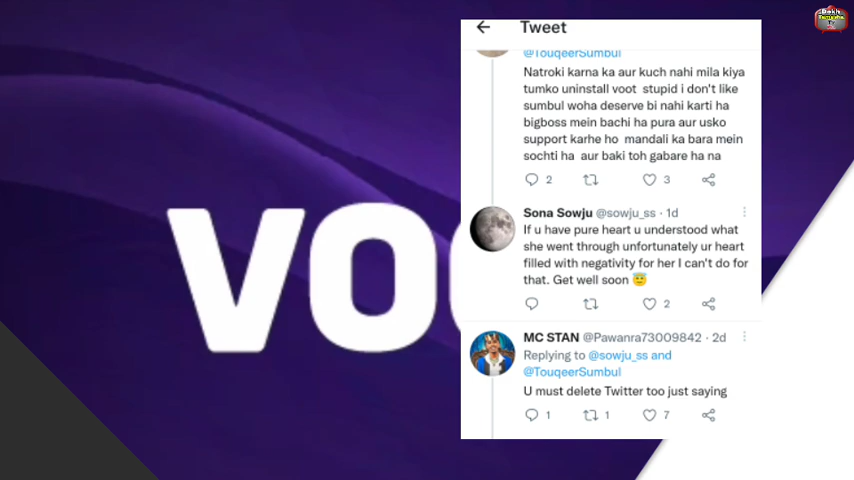 Tweet
@TouqeerSumbul
Natroki karna ka aur kuch nahi mila kiya
tumko uninstall voot stupid i don't like
sumbul woha deserve bi nahi karti ha
bigboss mein bachi ha pura aur usko
support karhe ho mandali ka bara mein
sochti ha aur baki toh gabare ha na
2 3
Sona Sowju @sowju_ss · 1d
If u have pure heart u understood what
she went through unfortunately ur heart
filled with negativity for her I can't do for
that. Get well soon 😇
2
MC STAN @Pawanra73009842 · 2d
Replying to @sowju_ss and
@TouqeerSumbul
U must delete Twitter too just saying
1 1 7
VO